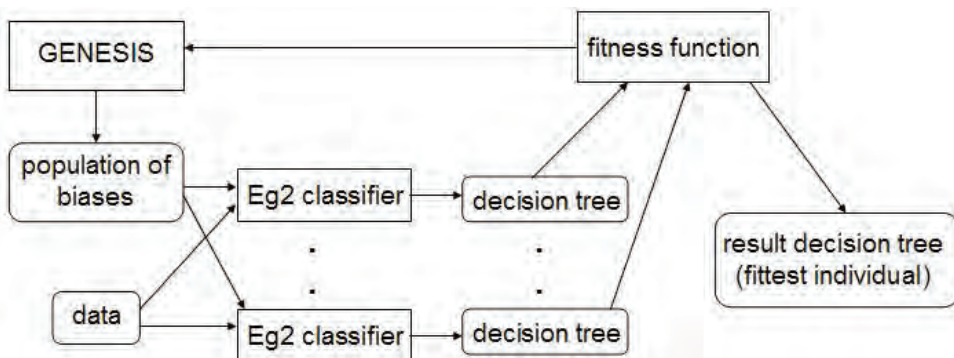 GENESIS
fitness function
population of
biases
Eg2 classifier
decision tree
result decision tree
(fittest individual)
data
Eg2 classifier
decision tree